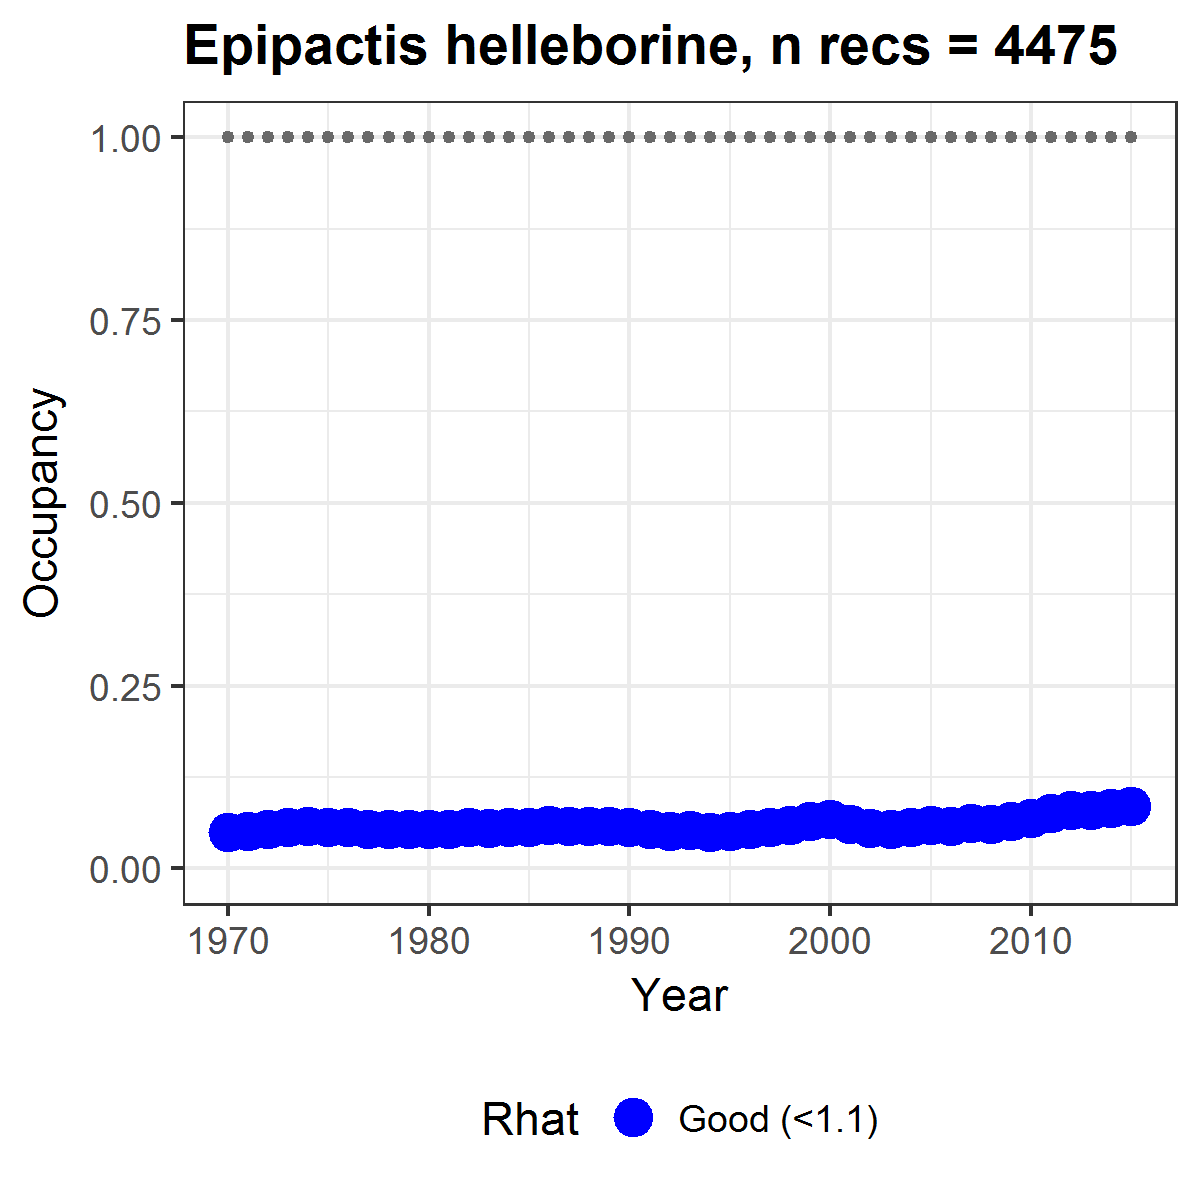 Epipactis helleborine, n recs = 4475
1.00
0.75
0.50
0.25
0.00
Occupancy
1970 1980 1990 2000 2010
Year
Rhat Good (<1.1)